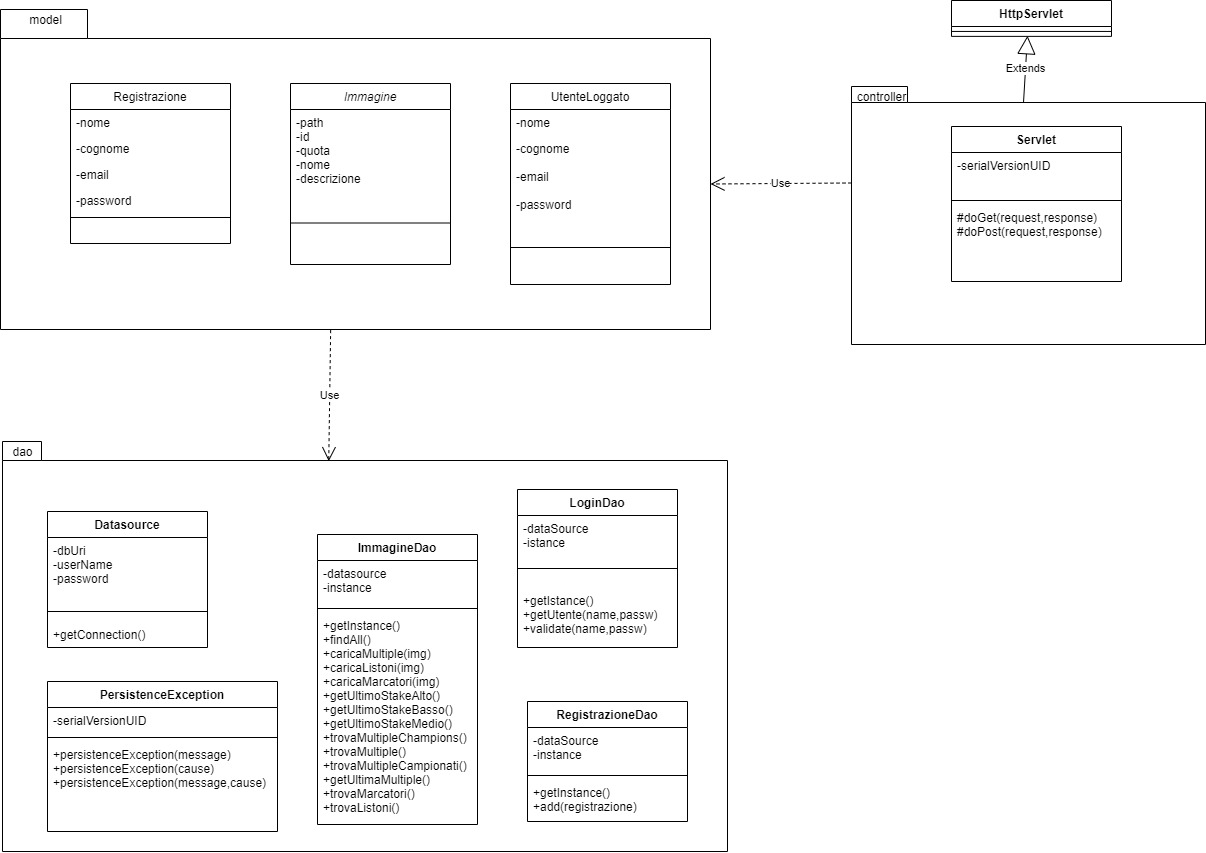 model
Registrazione
-nome
-cognome
-email
-password
Immagine
-path
-id
-quota
-nome
-descrizione
UtenteLoggato
-nome
-cognome
-email
-password
HttpServlet
Extends
controller
Servlet
-serialVersionUID
#doGet(request,response)
#doPost(request,response)
Use
Use
dao
Datasource
-dbUri
-userName
-password
+getConnection()
PersistenceException
-serialVersionUID
+persistenceException(message)
+persistenceException(cause)
+persistenceException(message,cause)
ImmagineDao
-datasource
-instance
+getInstance()
+findAll()
+caricaMultiple(img)
+caricaListoni(img)
+caricaMarcatori(img)
+getUltimoStakeAlto()
+getUltimoStakeBasso()
+getUltimoStakeMedio()
+trovaMultipleChampions()
+trovaMultiple()
+trovaMultipleCampionati()
+getUltimaMultiple()
+trovaMarcatori()
+trovaListoni()
LoginDao
-dataSource
-istance
+getIstance()
+getUtente(name,passw)
+validate(name,passw)
RegistrazioneDao
-dataSource
-instance
+getInstance()
+add(registrazione)